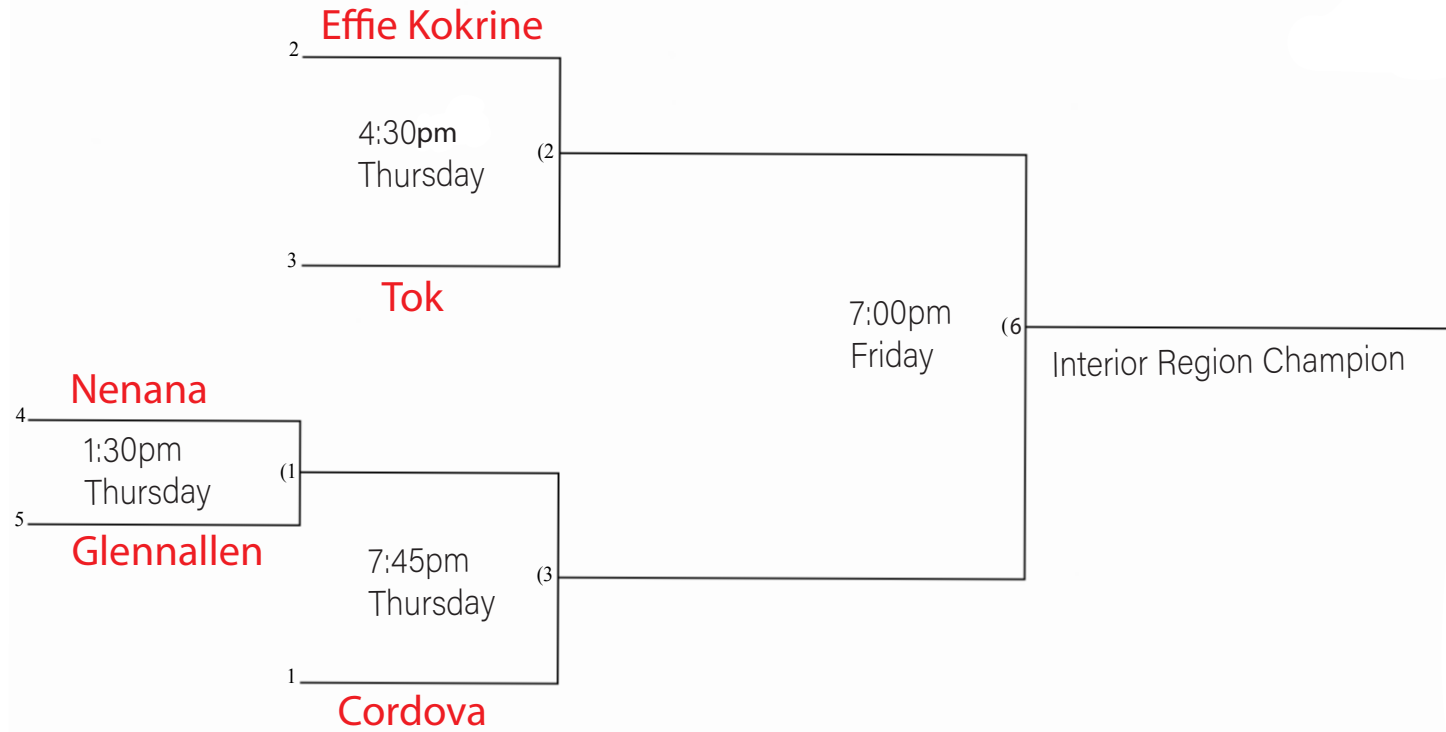 Effie Kokrine
2
4:30pm
Thursday
(2
3
Tok
7:00pm
Friday
(6
Interior Region Champion
Nenana
4
1:30pm
Thursday
(1
5
Glennallen
7:45pm
Thursday
(3
1
Cordova